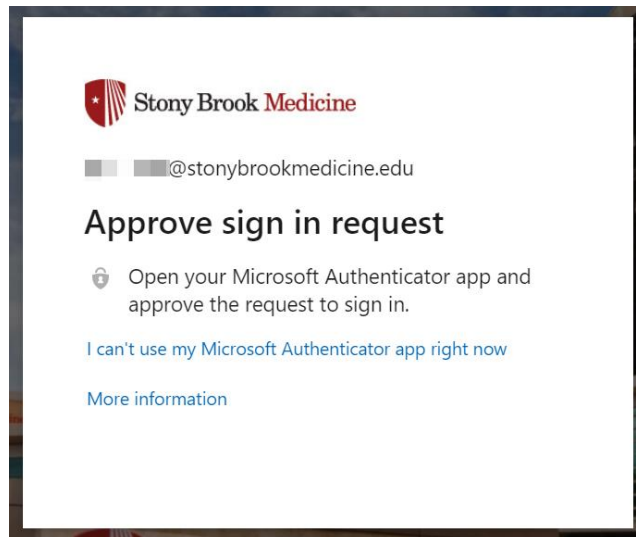 Stony Brook Medicine
@stonybrookmedicine.edu
Approve sign in request
Open your Microsoft Authenticator app and
approve the request to sign in.
I can't use my Microsoft Authenticator app right now
More information